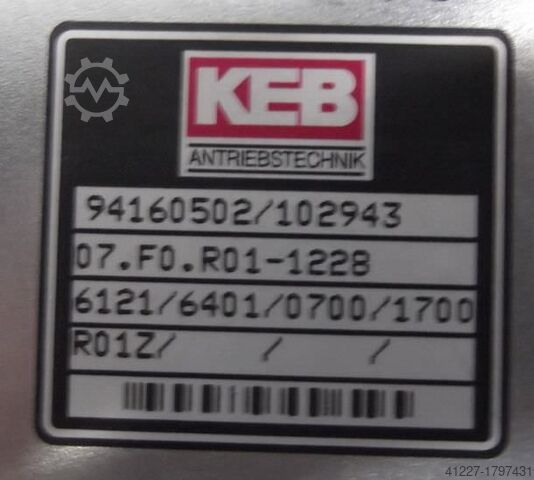 KEB
ANTRIEBSTECHNIK
94160502/102943
07.F0.R01-1228
6121/6401/0700/1700
R01Z/ / /
41227-1797431